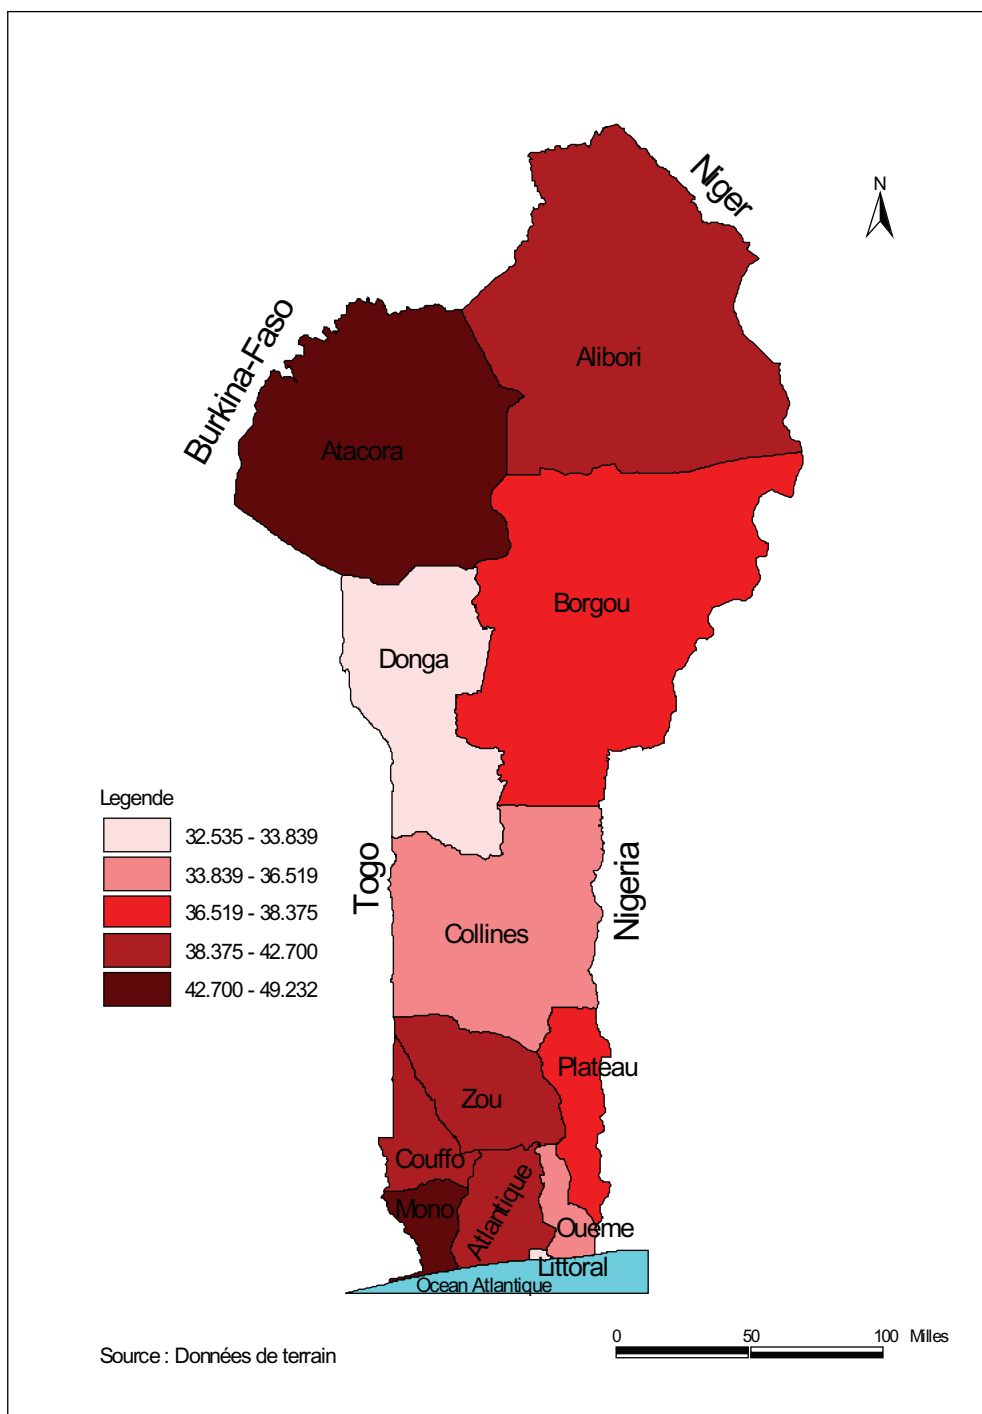 N
Niger
Burkina-Faso
Alibori
Atacora
Borgou
Donga
Legende
32.535 - 33.839
33.839 - 36.519
36.519 - 38.375
38.375 - 42.700
42.700 - 49.232
Togo
Nigeria
Collines
Plateau
Zou
Couffo
Atlantique
Mono
Oueme
Littoral
Ocean Atlantique
0 50 100 Milles
Source : Données de terrain